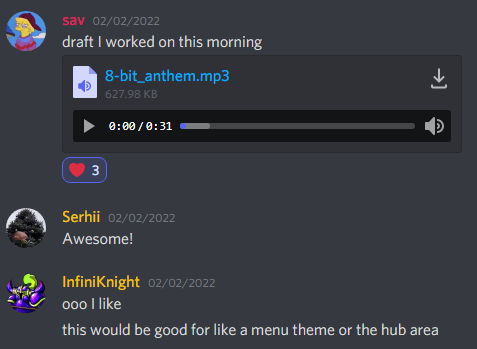 sav 02/02/2022
draft I worked on this morning
8-bit_anthem.mp3
627.98 KB
0:00/0:31
3
Serhii 02/02/2022
Awesome!
InfiniKnight 02/02/2022
ooo I like
this would be good for like a menu theme or the hub area